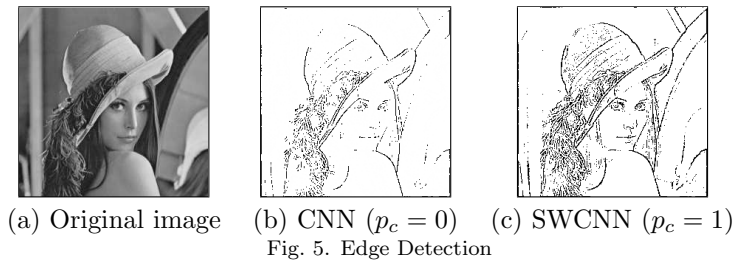 (a) Original image (b) CNN (p_c = 0) (c) SWCNN (p_c = 1)
Fig. 5. Edge Detection